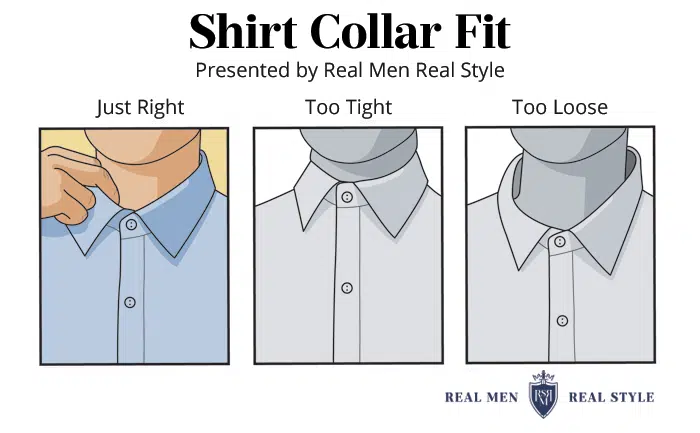 Shirt Collar Fit
Presented by Real Men Real Style
Just Right
Too Tight
Too Loose
REAL MEN RSM REAL STYLE